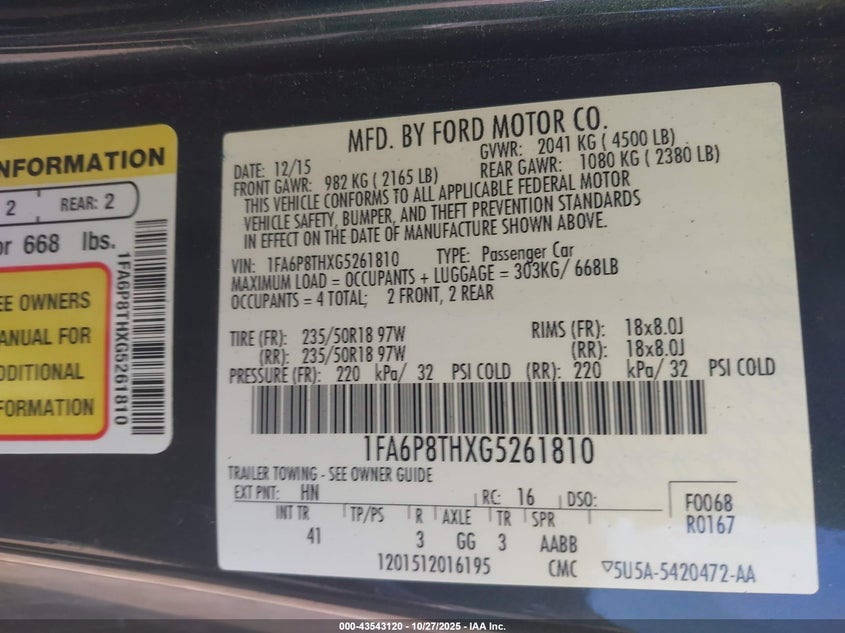 NFORMATION
2 REAR: 2
or 668 lbs.
EE OWNERS
ANUAL FOR
DDITIONAL
FORMATION
1FA6P8THXG5261810
MFD. BY FORD MOTOR CO.
DATE: 12/15 GVWR: 2041 KG ( 4500 LB)
FRONT GAWR: 982 KG ( 2165 LB) REAR GAWR: 1080 KG ( 2380 LB)
THIS VEHICLE CONFORMS TO ALL APPLICABLE FEDERAL MOTOR
VEHICLE SAFETY, BUMPER, AND THEFT PREVENTION STANDARDS
IN EFFECT ON THE DATE OF MANUFACTURE SHOWN ABOVE.
VIN: 1FA6P8THXG5261810 TYPE: Passenger Car
MAXIMUM LOAD = OCCUPANTS + LUGGAGE = 303KG/ 668LB
OCCUPANTS = 4 TOTAL; 2 FRONT, 2 REAR
TIRE (FR): 235/50R18 97W RIMS (FR): 18x8.0J
(RR): 235/50R18 97W (RR): 18x8.0J
PRESSURE (FR): 220 kPa/ 32 PSI COLD (RR): 220 kPa/ 32 PSI COLD
1FA6P8THXG5261810
TRAILER TOWING - SEE OWNER GUIDE
EXT PNT: HN RC: 16 DSO: F0068
INT TR TP/PS R AXLE TR SPR R0167
41 3 GG 3 AABB
1201512016195 CMC ▽5U5A-5420472-AA
000-43543120 - 10/27/2025 - IAA Inc.